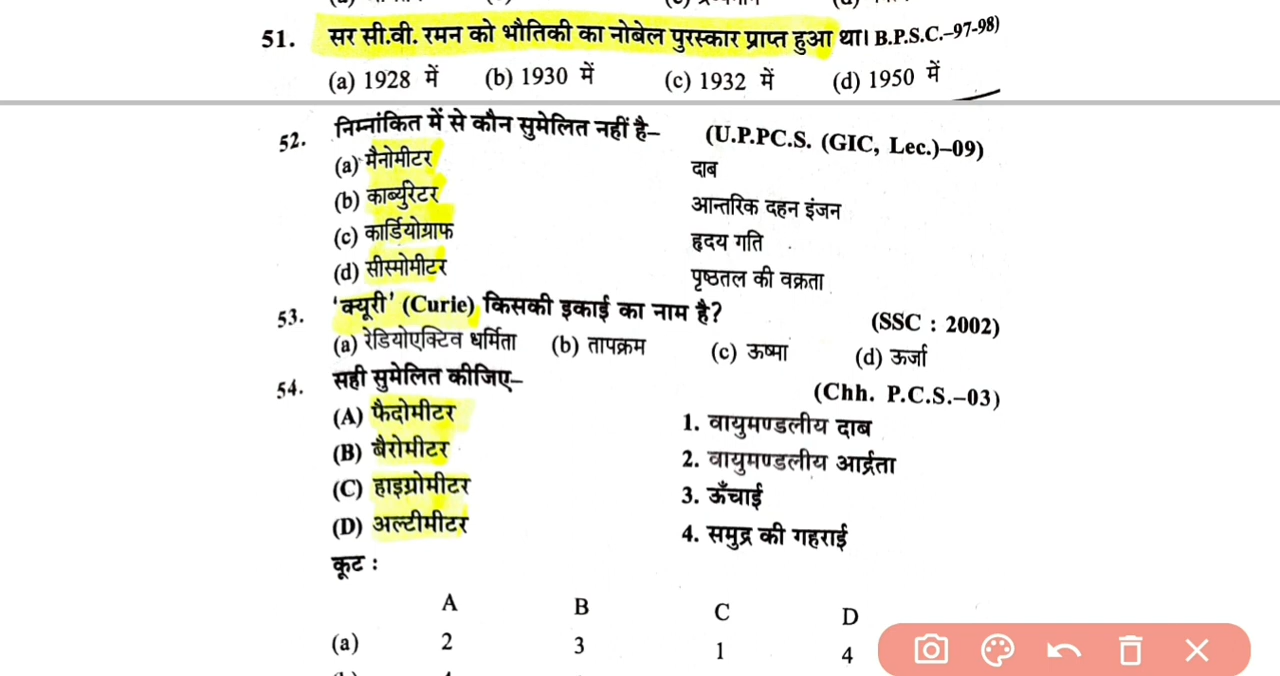 51. सर सी.वी. रमन को भौतिकी का नोबेल पुरस्कार प्राप्त हुआ था। B.P.S.C.–97-98)
(a) 1928 में (b) 1930 में (c) 1932 में (d) 1950 में
52. निम्नांकित में से कौन सुमेलित नहीं है– (U.P.PC.S. (GIC, Lec.)–09)
(a) मैनोमीटर दाब
(b) कार्ब्युरेटर आन्तरिक दहन इंजन
(c) कार्डियोग्राफ हृदय गति
(d) सीस्मोमीटर पृष्ठतल की वक्रता
53. 'क्यूरी' (Curie) किसकी इकाई का नाम है? (SSC : 2002)
(a) रेडियोएक्टिव धर्मिता (b) तापक्रम (c) ऊष्मा (d) ऊर्जा
54. सही सुमेलित कीजिए– (Chh. P.C.S.–03)
(A) फैदोमीटर 1. वायुमण्डलीय दाब
(B) बैरोमीटर 2. वायुमण्डलीय आर्द्रता
(C) हाइग्रोमीटर 3. ऊँचाई
(D) अल्टीमीटर 4. समुद्र की गहराई
कूट :
A B C D
(a) 2 3 1 4